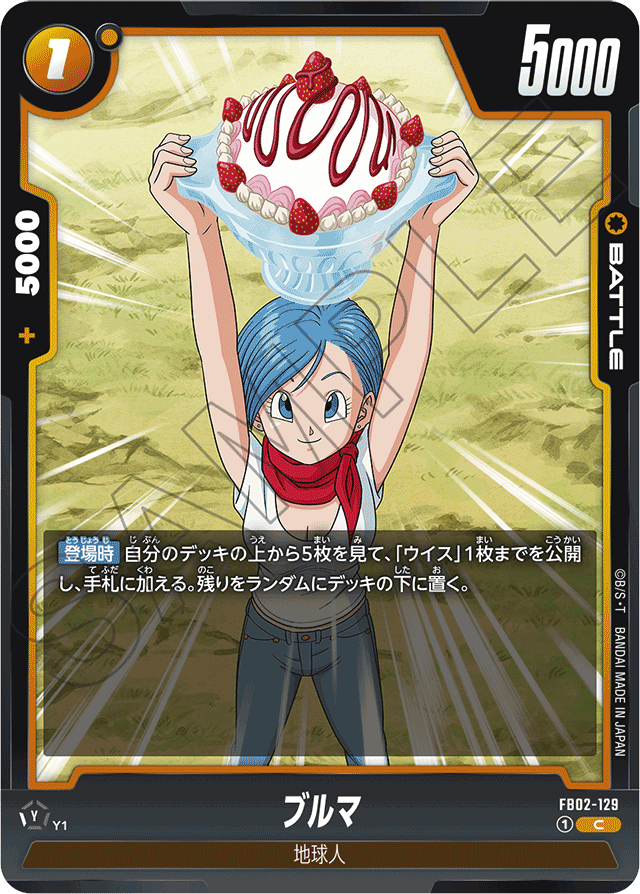 1
5000
+ 5000
BATTLE
SAMPLE
登場時 自分のデッキの上から5枚を見て、「ウイス」1枚までを公開
し、手札に加える。残りをランダムにデッキの下に置く。
©B/S・T BANDAI MADE IN JAPAN
ブルマ
FB02-129
Y Y1
1 C
地球人